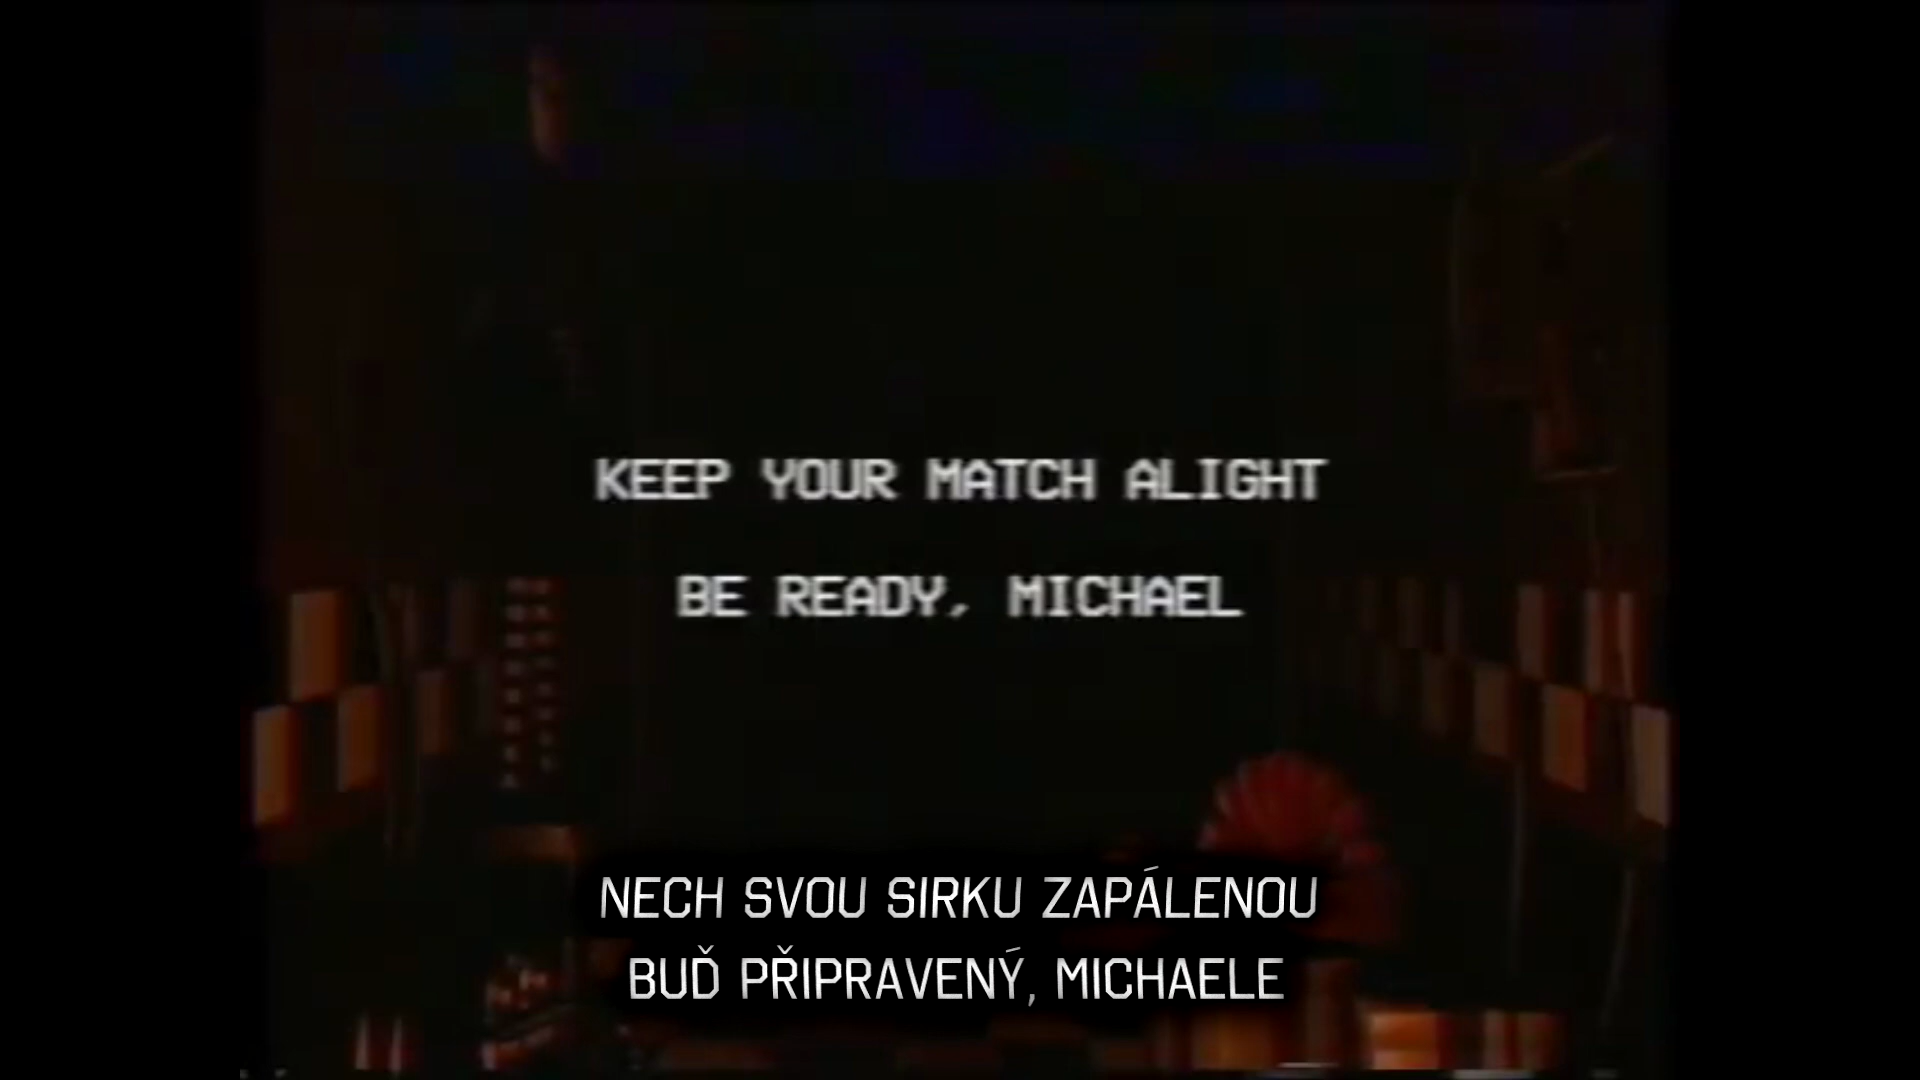 KEEP YOUR MATCH ALIGHT
BE READY, MICHAEL
NECH SVOU SIRKU ZAPÁLENOU
BUĎ PŘIPRAVENÝ, MICHAELE